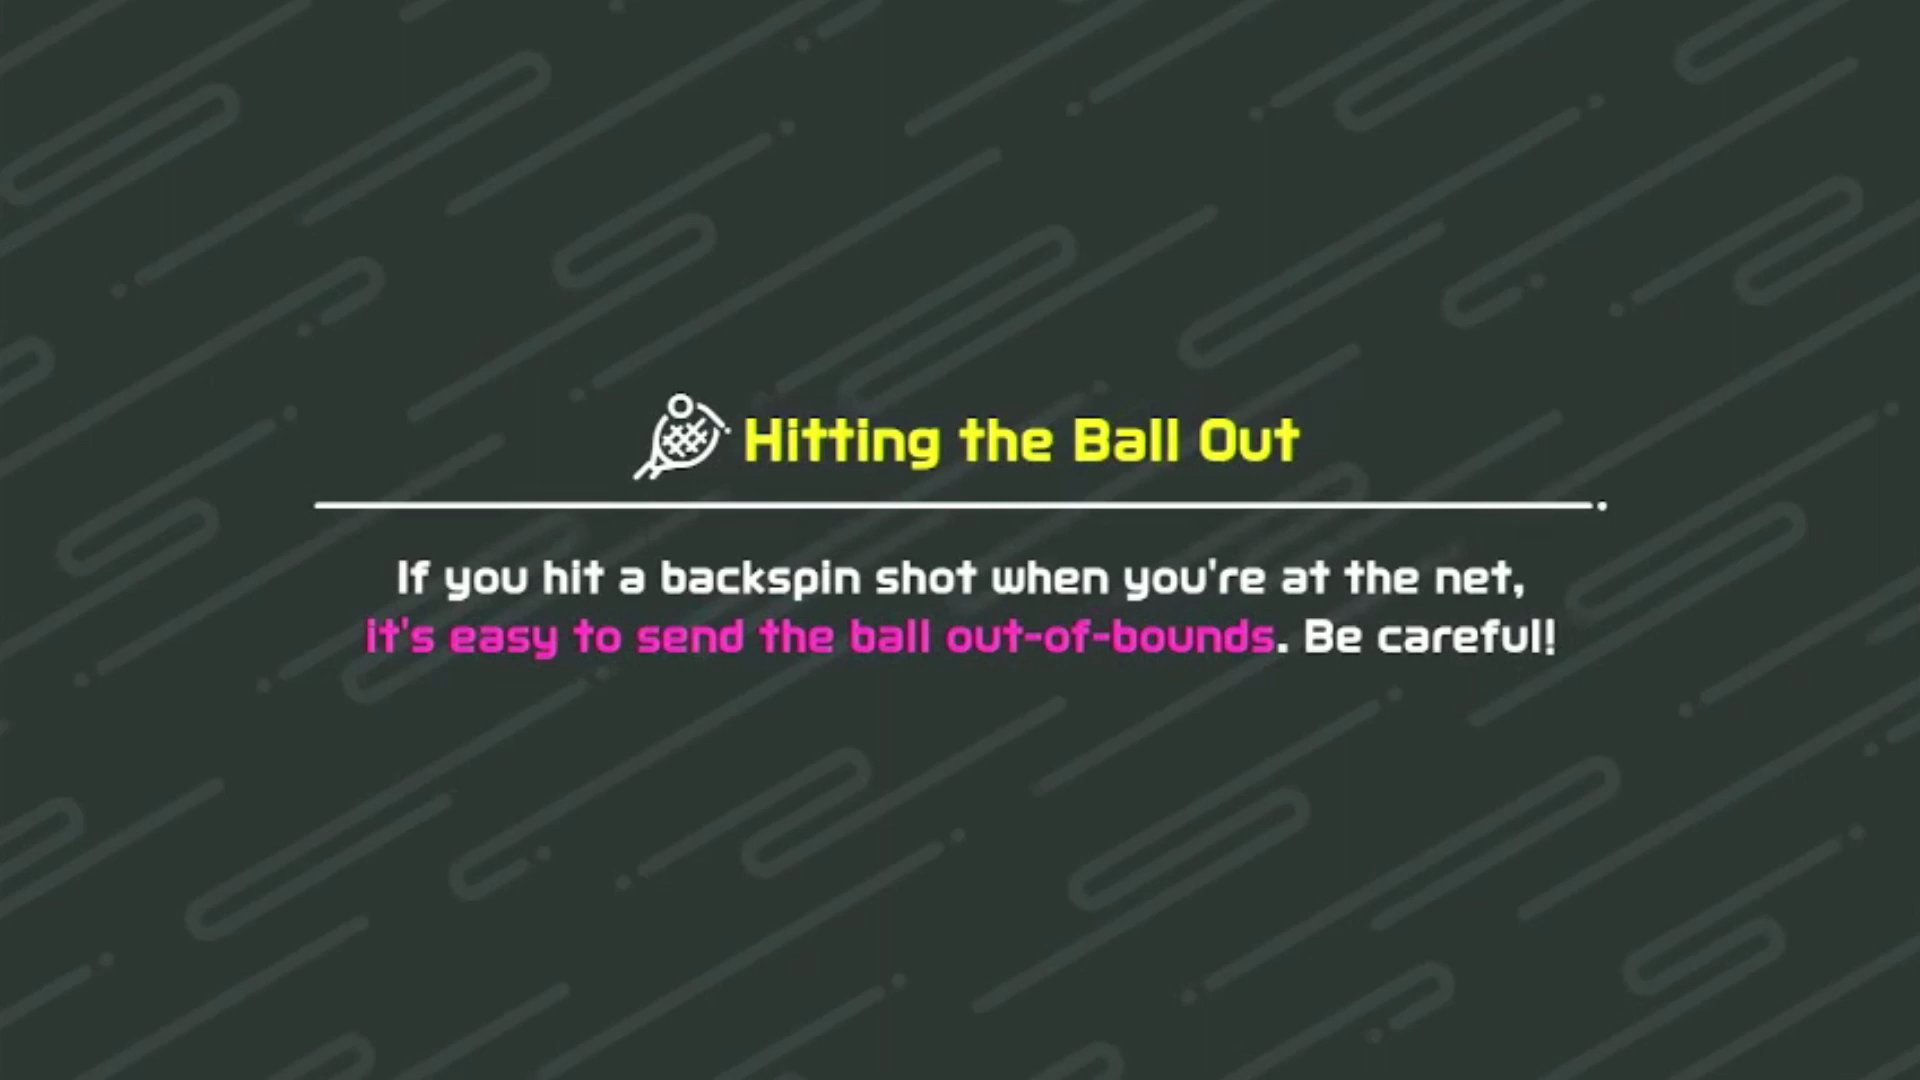 Hitting the Ball Out
If you hit a backspin shot when you're at the net,
it's easy to send the ball out-of-bounds. Be careful!